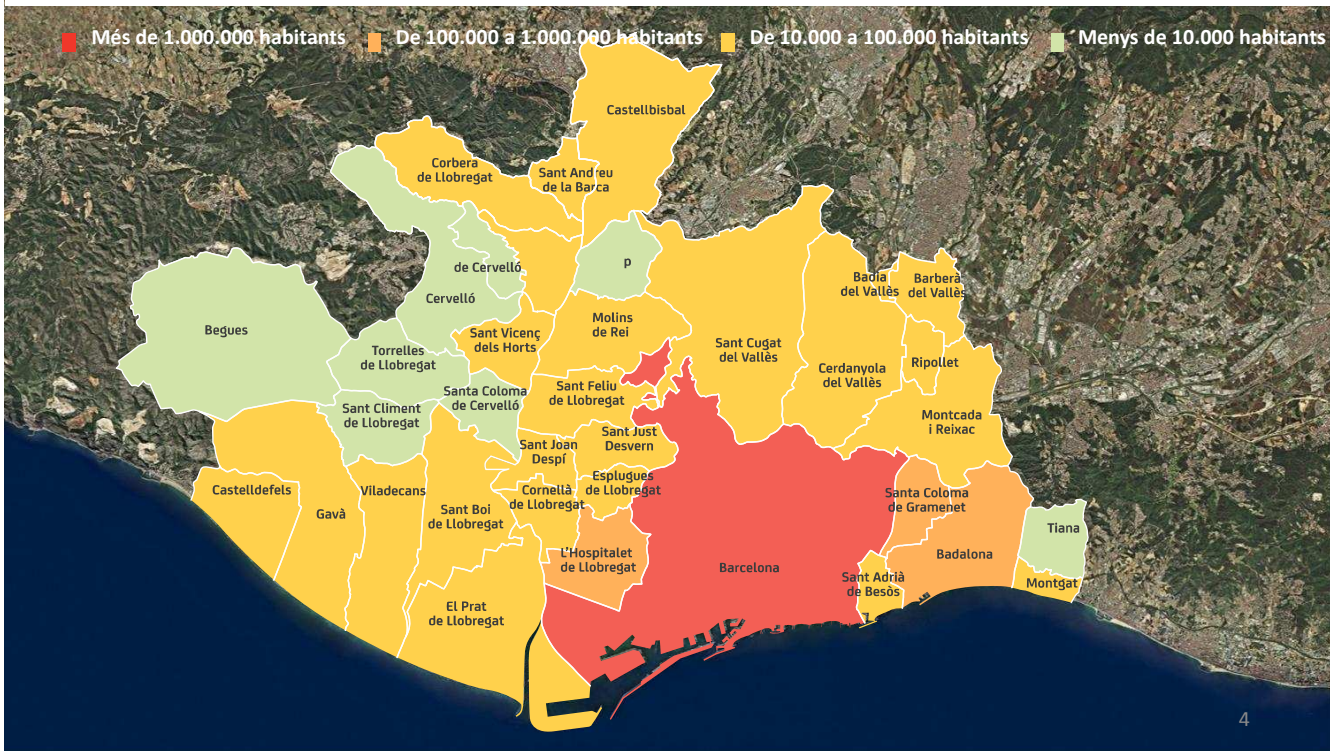 Més de 1.000.000 habitants
De 100.000 a 1.000.000 habitants
De 10.000 a 100.000 habitants
Menys de 10.000 habitants
Castellbisbal
Corbera
de Llobregat
Sant Andreu
de la Barca
p
de Cervelló
Cervelló
Badia
del Vallès
Barberà
del Vallès
Begues
Molins
de Rei
Sant Vicenç
dels Horts
Torrelles
de Llobregat
Sant Cugat
del Vallès
Cerdanyola
del Vallès
Ripollet
Santa Coloma
de Cervelló
Sant Feliu
de Llobregat
Sant Climent
de Llobregat
Montcada
i Reixac
Sant Joan
Despí
Sant Just
Desvern
Esplugues
de Llobregat
Castelldefels
Gavà
Viladecans
Sant Boi
de Llobregat
Cornellà
de Llobregat
Santa Coloma
de Gramenet
Tiana
L'Hospitalet
de Llobregat
Barcelona
Badalona
Sant Adrià
de Besòs
Montgat
El Prat
de Llobregat
4